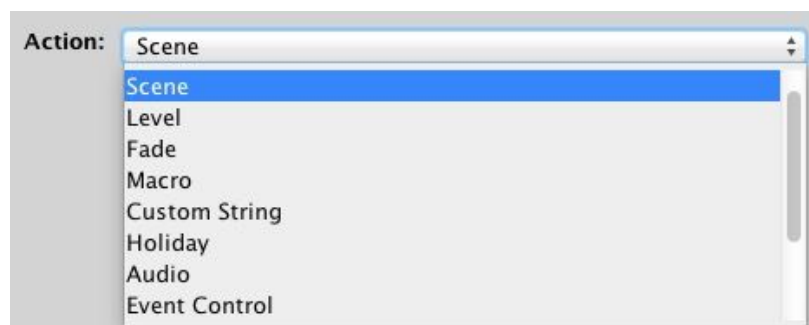 Action: Scene
Scene
Level
Fade
Macro
Custom String
Holiday
Audio
Event Control